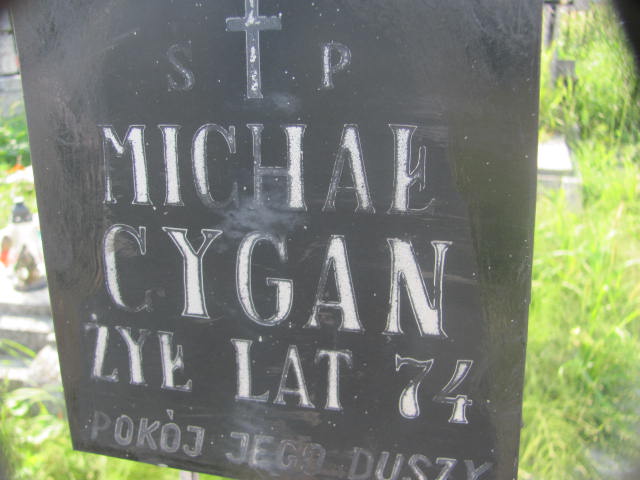 S P
MICHAŁ
CYGAN
ŻYŁ LAT 74
POKÓJ JEGO DUSZY